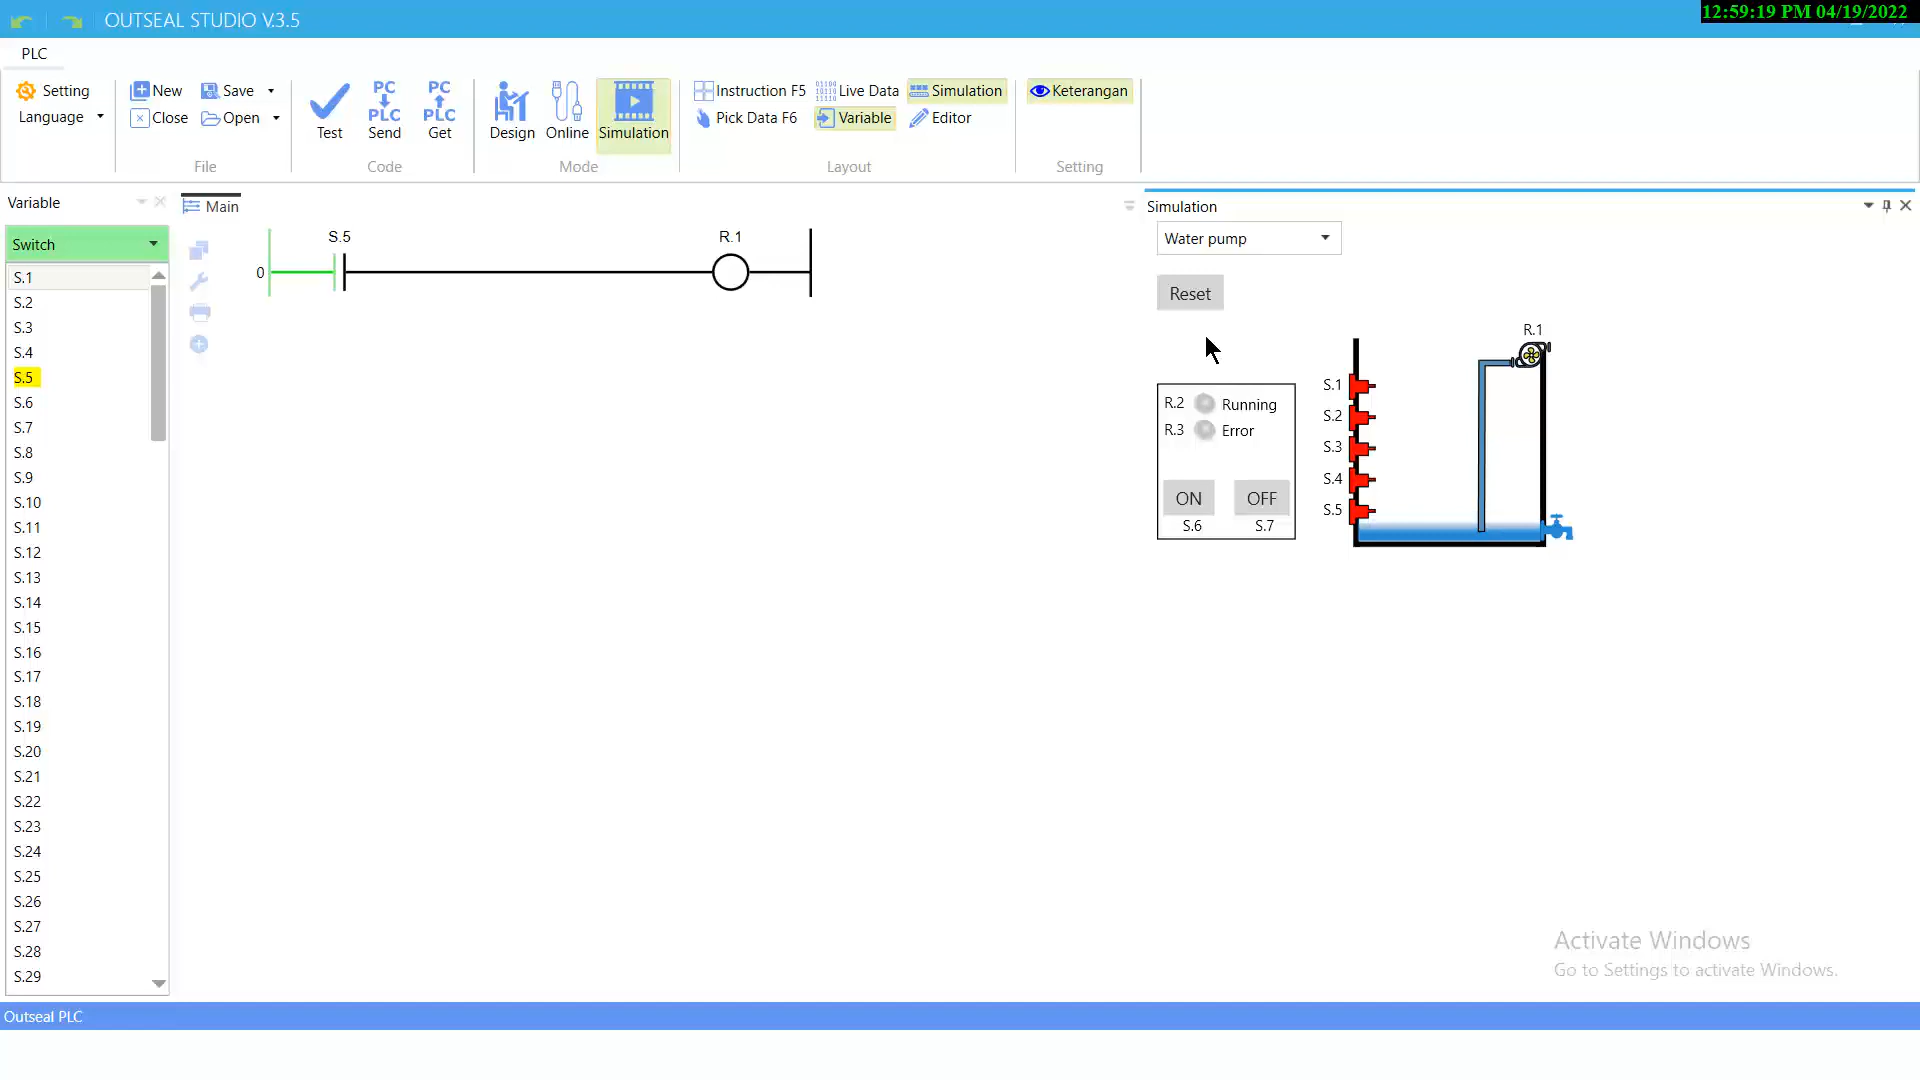 OUTSEAL STUDIO V.3.5
12:59:19 PM 04/19/2022
PLC
Setting
Language
New
Save
Close
Open
File
Test
PC PLC Send
PC PLC Get
Code
Design
Online
Simulation
Mode
Instruction F5
Live Data
Simulation
Pick Data F6
Variable
Editor
Layout
Keterangan
Setting
Variable
Switch
S.1
S.2
S.3
S.4
S.5
S.6
S.7
S.8
S.9
S.10
S.11
S.12
S.13
S.14
S.15
S.16
S.17
S.18
S.19
S.20
S.21
S.22
S.23
S.24
S.25
S.26
S.27
S.28
S.29
Main
S.5
R.1
0
Simulation
Water pump
Reset
R.2 Running
R.3 Error
ON
OFF
S.6
S.7
R.1
S.1
S.2
S.3
S.4
S.5
Activate Windows
Go to Settings to activate Windows.
Outseal PLC